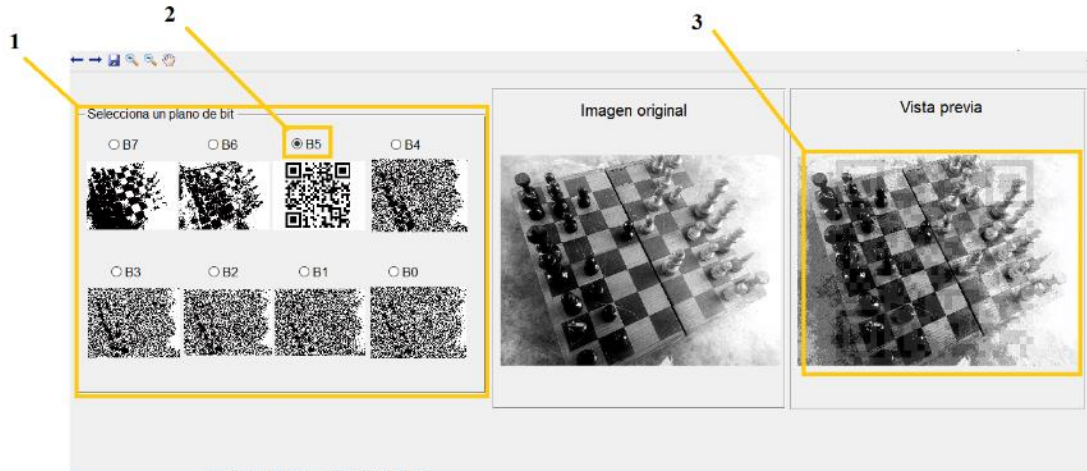 2
3
1
Selecciona un plano de bit
Imagen original
Vista previa
B7
B6
B5
B4
B3
B2
B1
B0